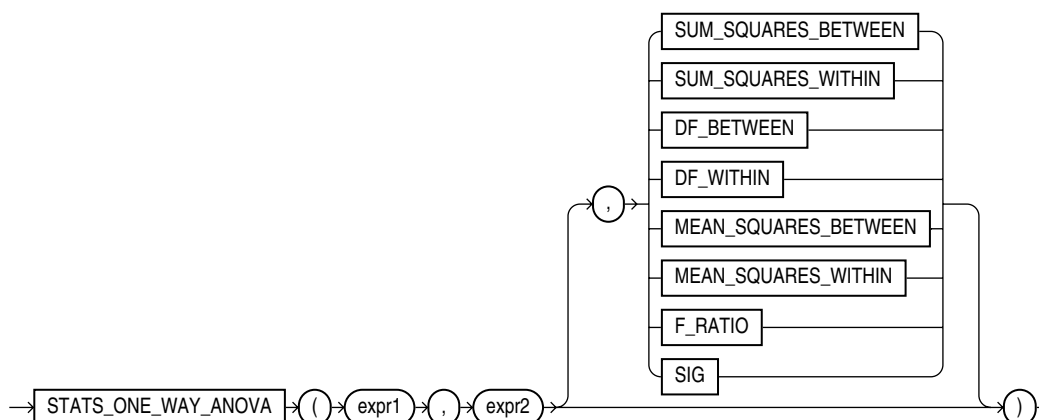 SUM_SQUARES_BETWEEN
SUM_SQUARES_WITHIN
DF_BETWEEN
DF_WITHIN
,
MEAN_SQUARES_BETWEEN
MEAN_SQUARES_WITHIN
F_RATIO
SIG
STATS_ONE_WAY_ANOVA ( expr1 , expr2 )